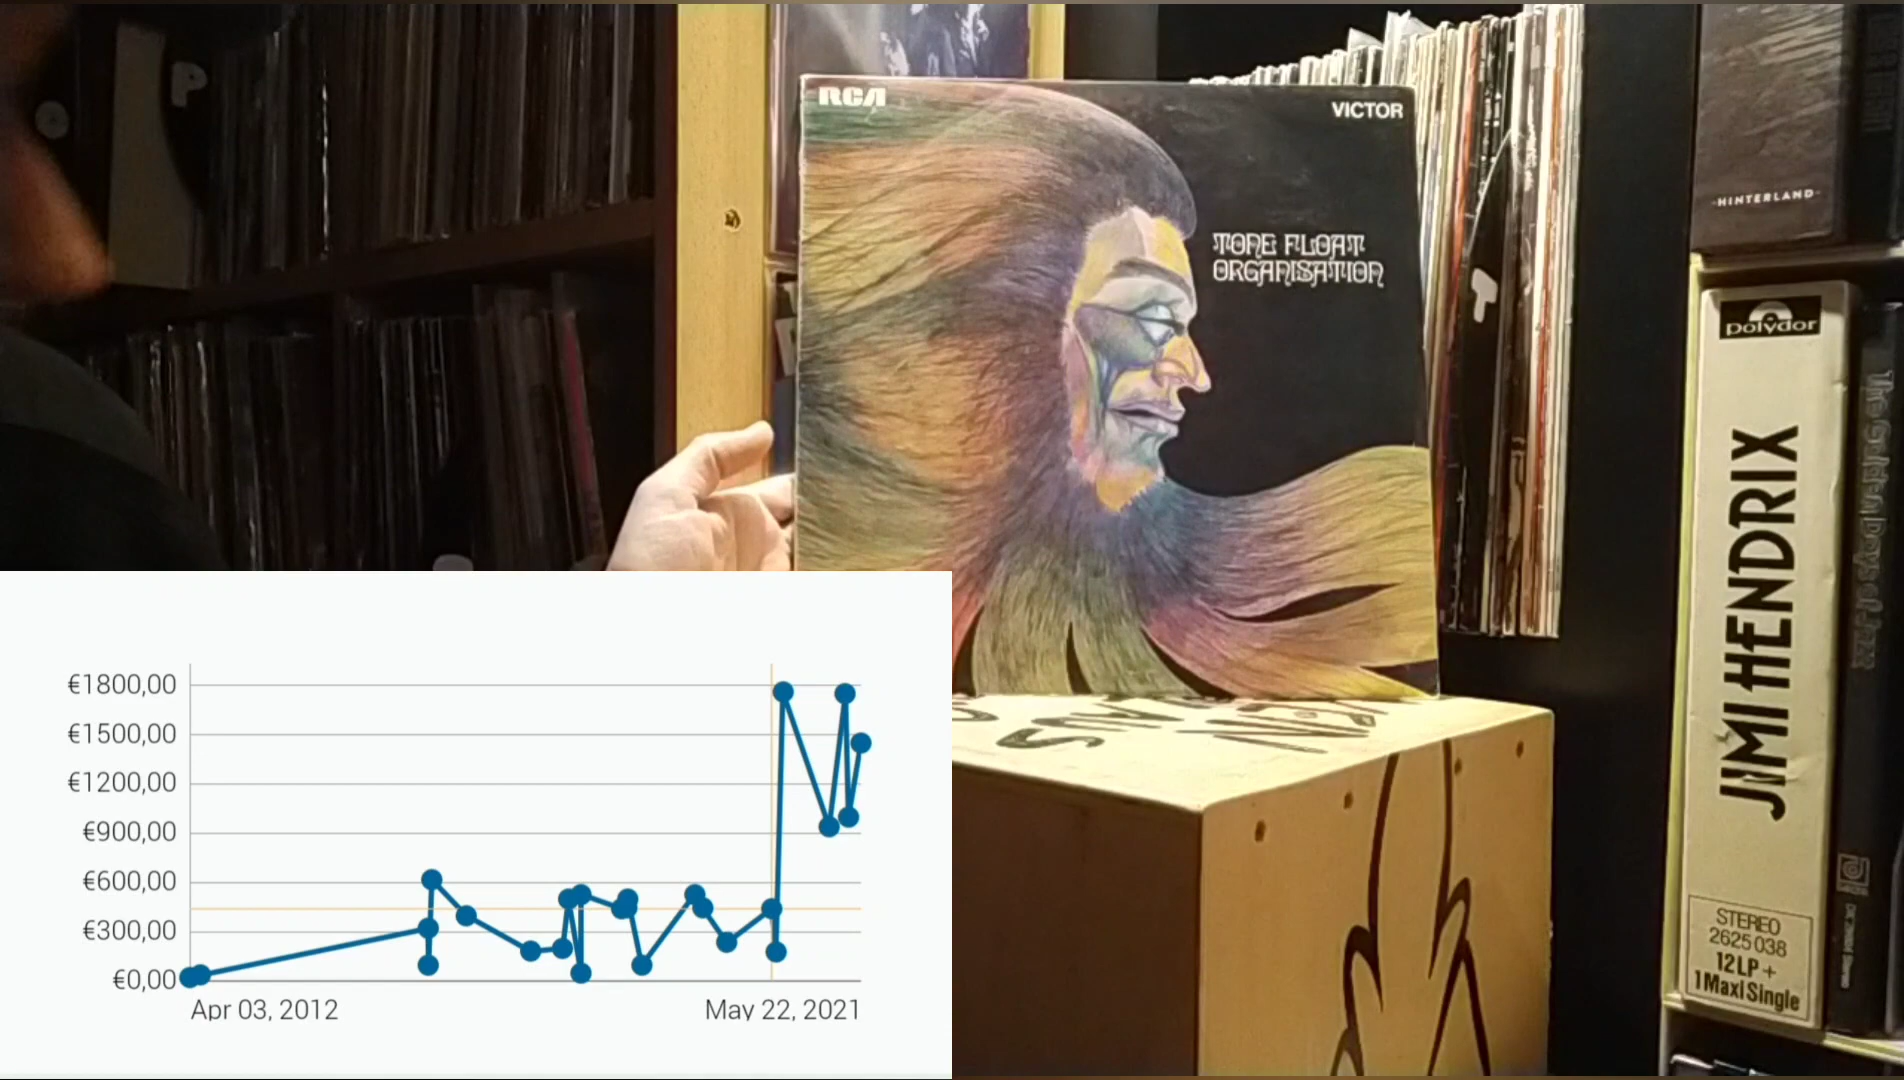 RCA
VICTOR
TONE FLOAT
ORGANISATION
HINTERLAND
polydor
JIMI HENDRIX
STEREO
2625 038
12 LP +
1 Maxi Single
€1800,00
€1500,00
€1200,00
€900,00
€600,00
€300,00
€0,00
Apr 03, 2012
May 22, 2021